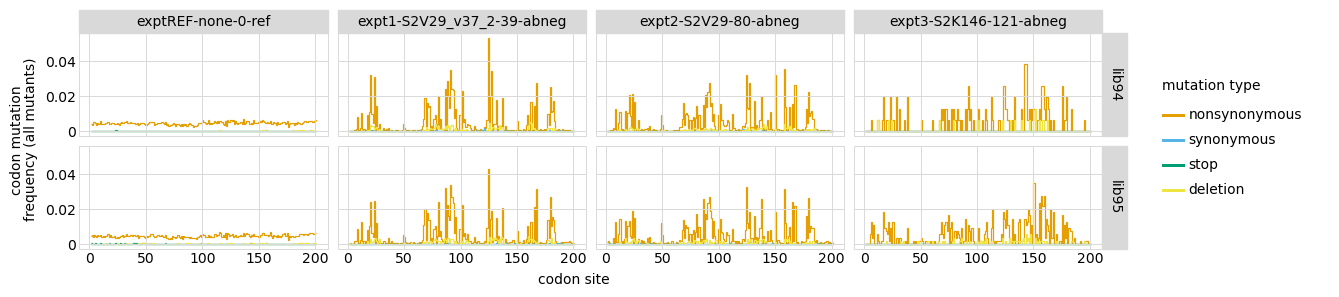 exptREF-none-0-ref
expt1-S2V29_v37_2-39-abneg
expt2-S2V29-80-abneg
expt3-S2K146-121-abneg
codon mutation
frequency (all mutants)
0.04
0.02
0
lib94
0.04
0.02
0
lib95
0 50 100 150 200
0 50 100 150 200
0 50 100 150 200
0 50 100 150 200
codon site
mutation type
nonsynonymous
synonymous
stop
deletion